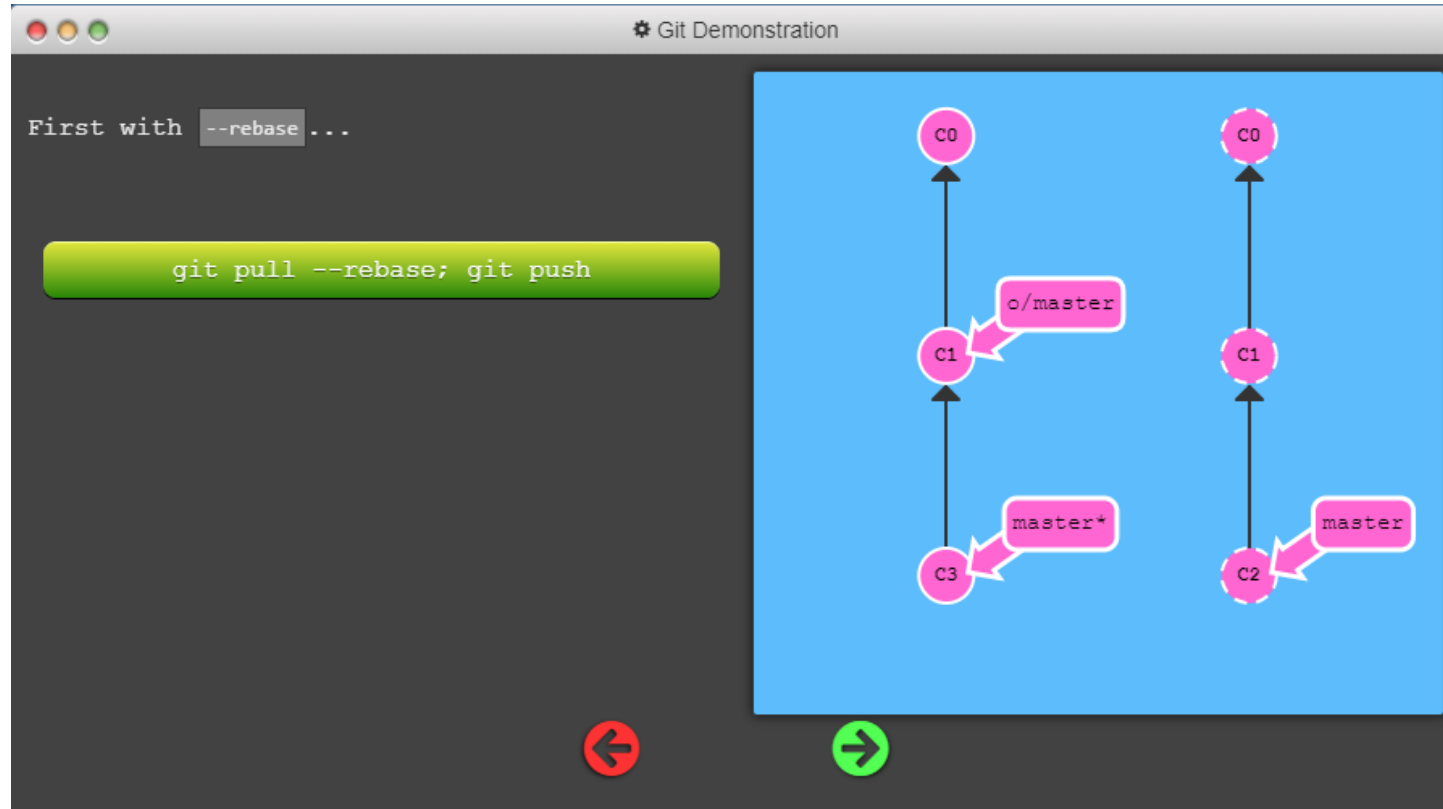 Git Demonstration
First with --rebase...
git pull --rebase; git push
C0
C0
o/master
C1
C1
master*
master
C3
C2